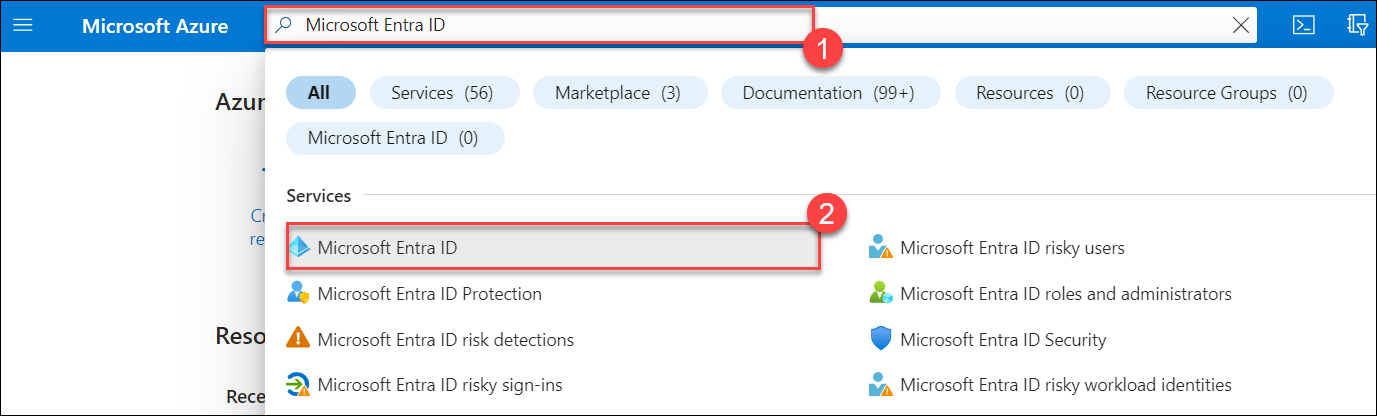 Microsoft Azure
Microsoft Entra ID
1
All
Services (56)
Marketplace (3)
Documentation (99+)
Resources (0)
Resource Groups (0)
Microsoft Entra ID (0)
Azur
Services
2
Cr
re
Microsoft Entra ID
Microsoft Entra ID risky users
Microsoft Entra ID Protection
Microsoft Entra ID roles and administrators
Reso
Microsoft Entra ID risk detections
Microsoft Entra ID Security
Rece
Microsoft Entra ID risky sign-ins
Microsoft Entra ID risky workload identities